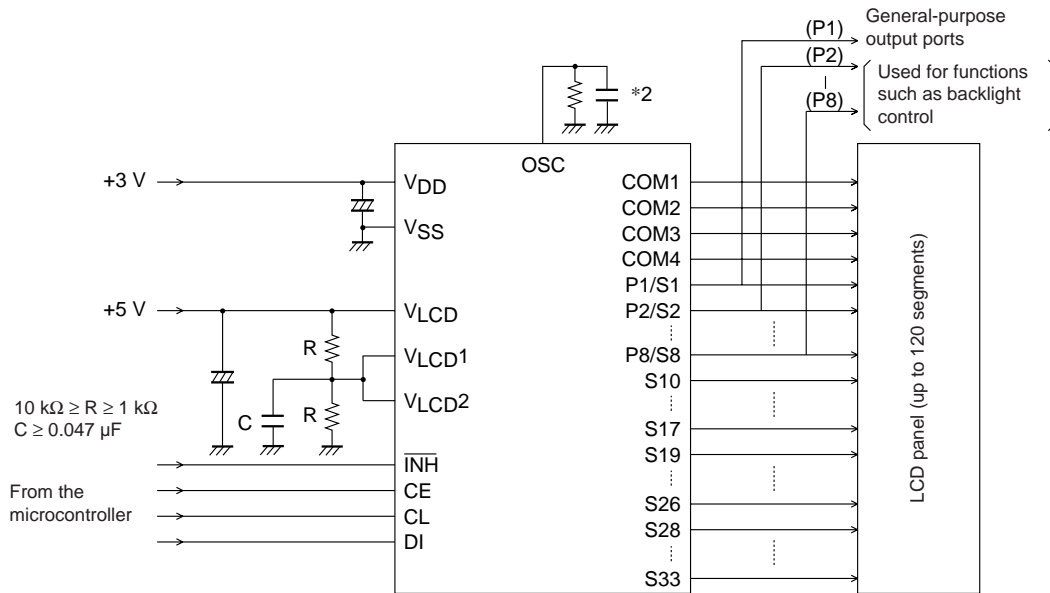 (P1)
General-purpose
output ports
(P2)
(P8)
Used for functions
such as backlight
control
*2
OSC
+3 V
VDD
VSS
+5 V
VLCD
R
VLCD1
VLCD2
C
R
10 kΩ ≥ R ≥ 1 kΩ
C ≥ 0.047 µF
INH
From the
microcontroller
CE
CL
DI
COM1
COM2
COM3
COM4
P1/S1
P2/S2
P8/S8
S10
S17
S19
S26
S28
S33
LCD panel (up to 120 segments)